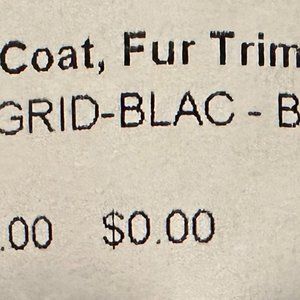 Coat, Fur Trim
GRID-BLAC - B
.00 $0.00